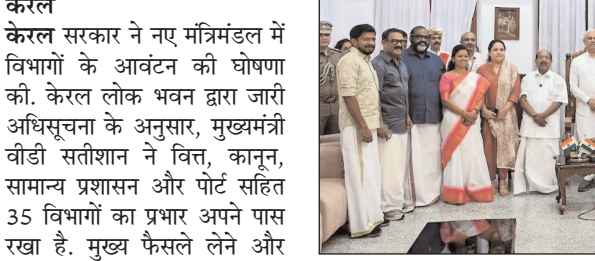 केरल
केरल सरकार ने नए मंत्रिमंडल में
विभागों के आवंटन की घोषणा
की. केरल लोक भवन द्वारा जारी
अधिसूचना के अनुसार, मुख्यमंत्री
वीडी सतीशान ने वित्त, कानून,
सामान्य प्रशासन और पोर्ट सहित
35 विभागों का प्रभार अपने पास
रखा है. मुख्य फैसले लेने और